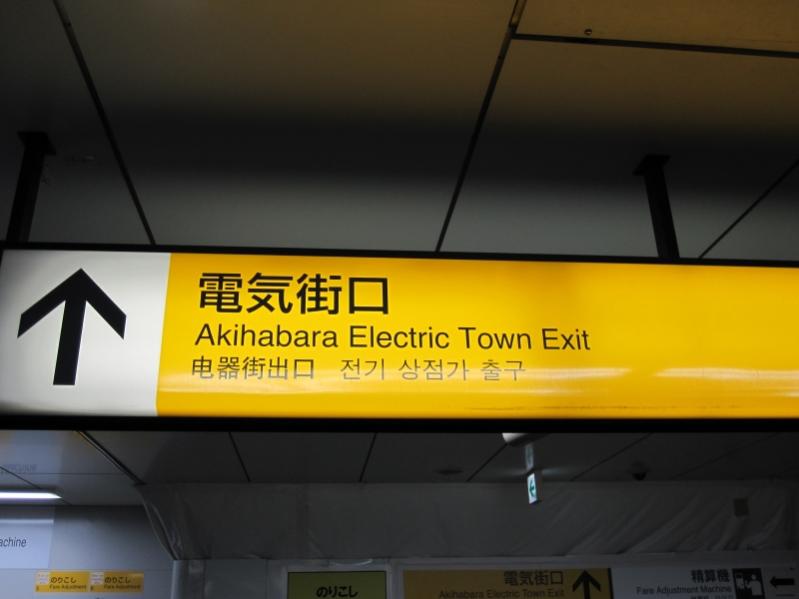 電気街口
Akihabara Electric Town Exit
电器街出口 전기 상점가 출구
achine
のりこし
Fare Adjustment
のりこし
Fare Adjustment
のりこし
電気街口
Akihabara Electric Town Exit
精算機
Fare Adjustment Machine